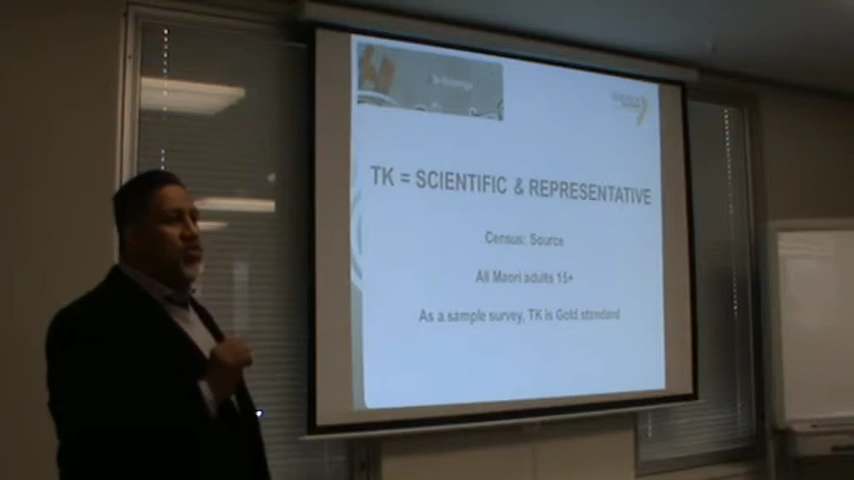 TK = SCIENTIFIC & REPRESENTATIVE
Census: Source
All Maori adults 15+
As a sample survey, TK is Gold standard